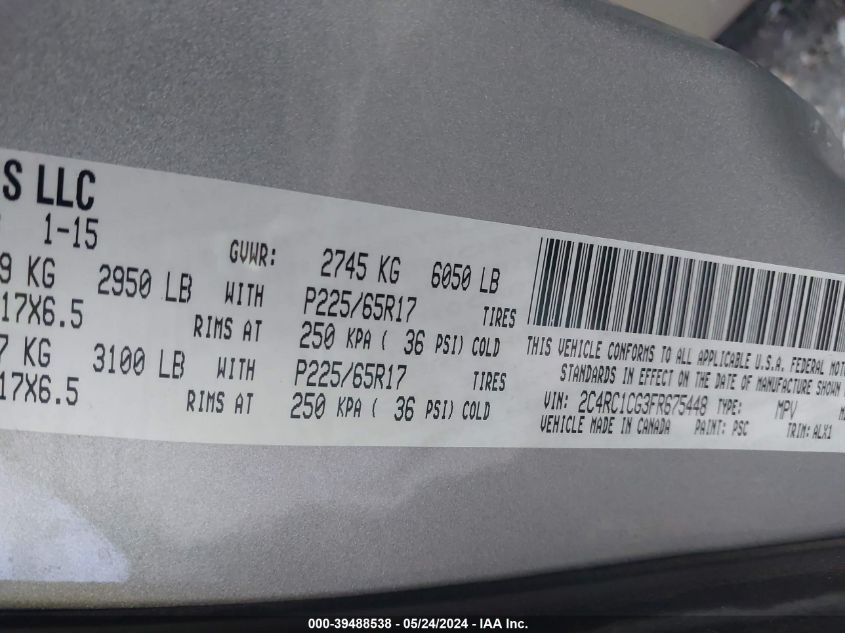 S LLC
1-15
GVWR: 2745 KG 6050 LB
9 KG 2950 LB WITH P225/65R17 TIRES
17X6.5 RIMS AT 250 KPA ( 36 PSI) COLD
7 KG 3100 LB WITH P225/65R17 TIRES
17X6.5 RIMS AT 250 KPA ( 36 PSI) COLD
THIS VEHICLE CONFORMS TO ALL APPLICABLE U.S.A. FEDERAL MOT
STANDARDS IN EFFECT ON THE DATE OF MANUFACTURE SHOWN
VIN: 2C4RC1CG3FR675448 TYPE: MPV
VEHICLE MADE IN CANADA PAINT: PSC TRIM: ALX1
000-39488538 - 05/24/2024 - IAA Inc.